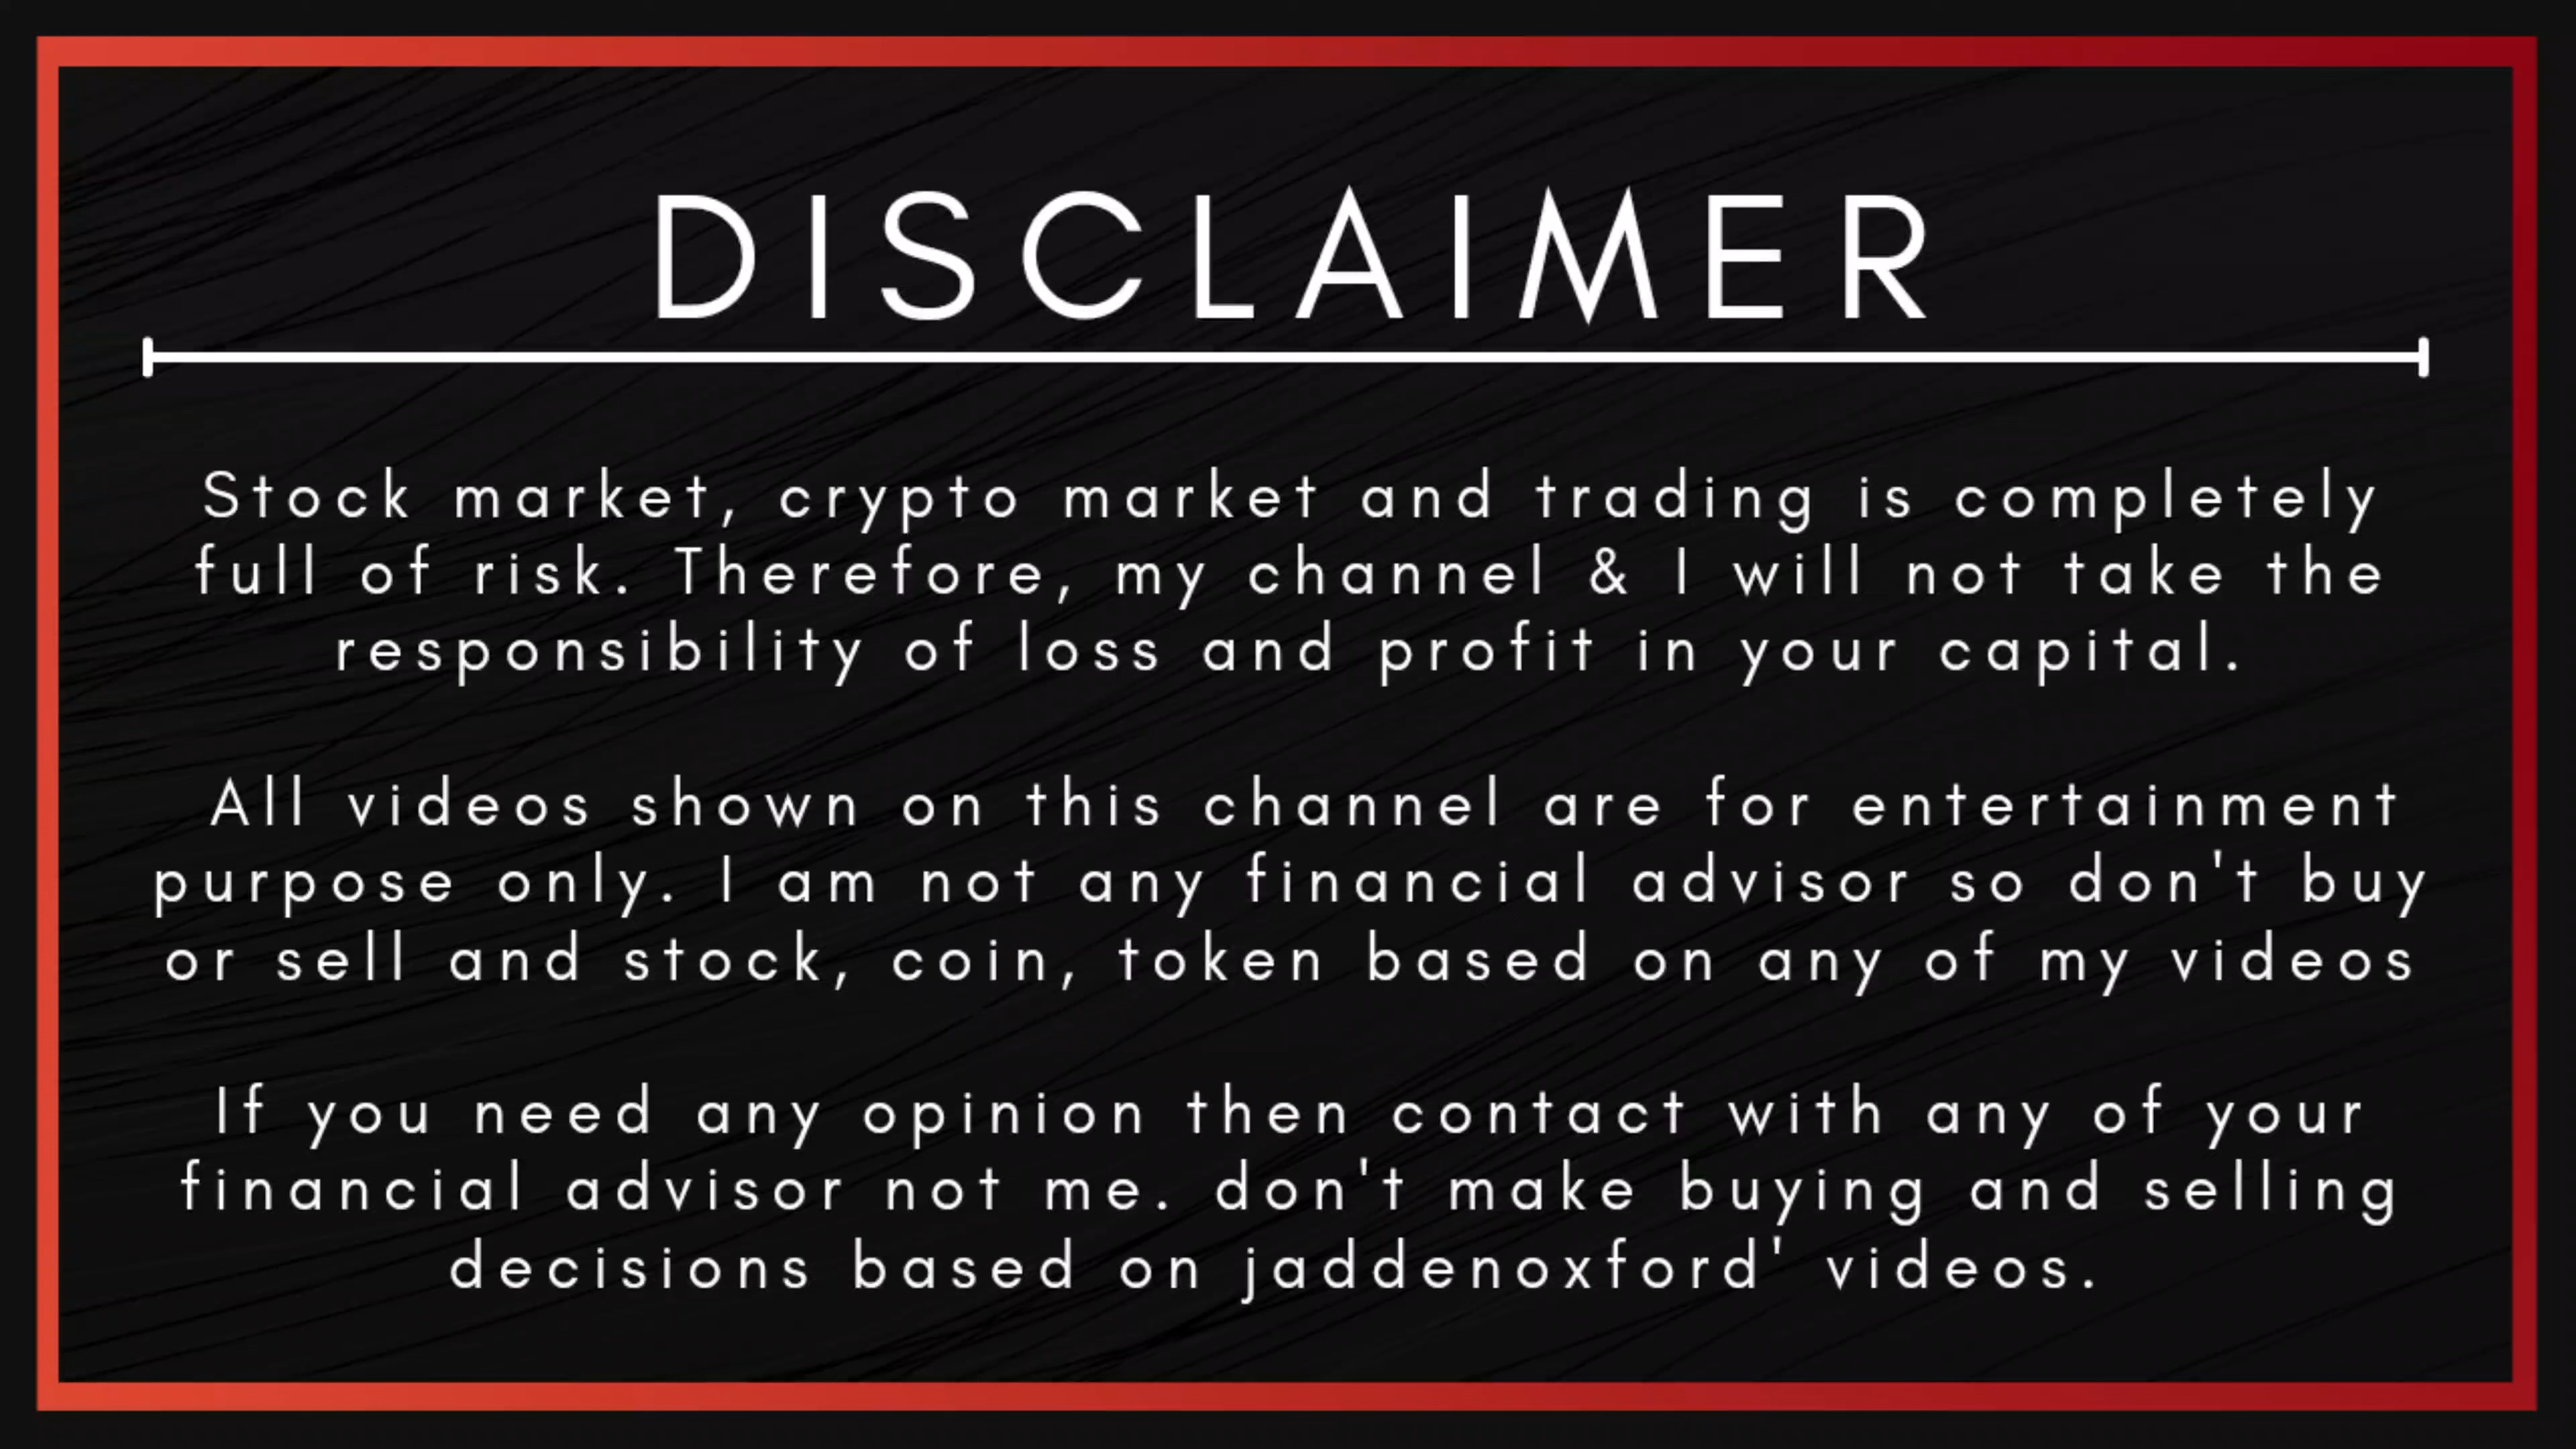 DISCLAIMER
Stock market, crypto market and trading is completely
full of risk. Therefore, my channel & I will not take the
responsibility of loss and profit in your capital.
All videos shown on this channel are for entertainment
purpose only. I am not any financial advisor so don't buy
or sell and stock, coin, token based on any of my videos
If you need any opinion then contact with any of your
financial advisor not me. don't make buying and selling
decisions based on jaddenoxford' videos.